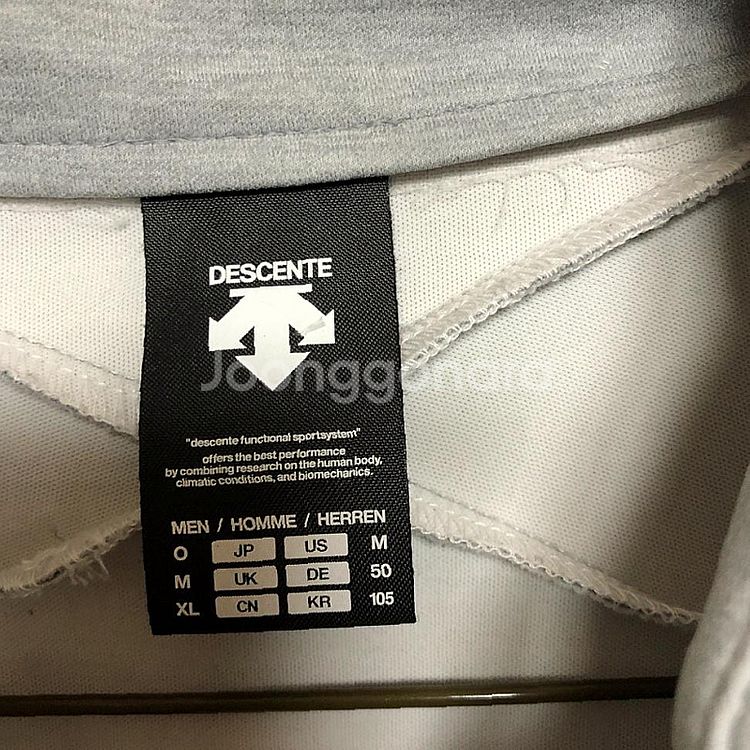 DESCENTE
Joonggonara
"descente functional sportsystem"
offers the best performance
by combining research on the human body,
climatic conditions, and biomechanics.
MEN / HOMME / HERREN
O JP US M
M UK DE 50
XL CN KR 105